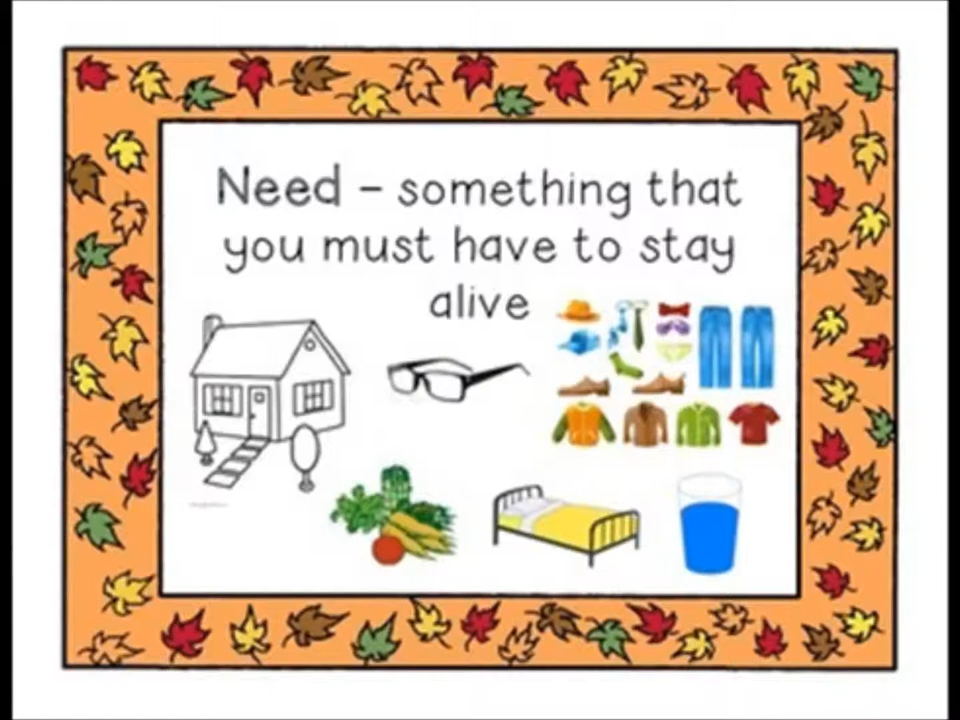 Need – something that
you must have to stay
alive